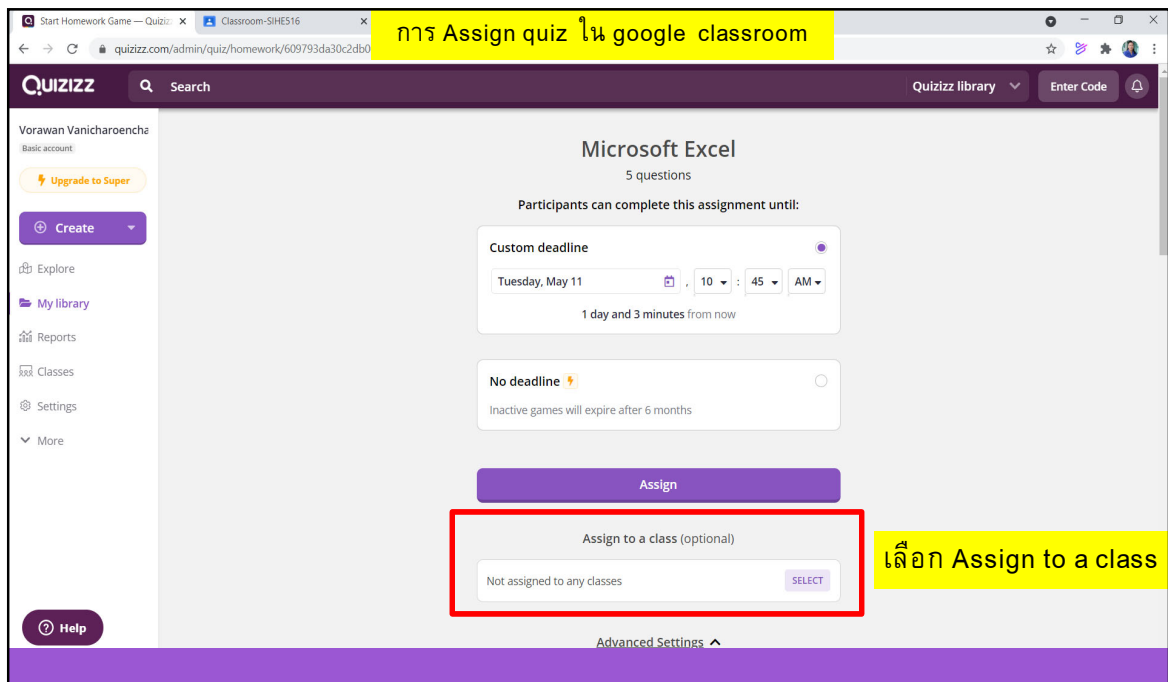 Start Homework Game — Quiziz
Classroom-SIHE516
การ Assign quiz ใน google classroom
quizizz.com/admin/quiz/homework/609793da30c2db0
QUIZIZZ
Search
Quizizz library
Enter Code
Vorawan Vanicharoencha
Basic account
Upgrade to Super
Create
Explore
My library
Reports
Classes
Settings
More
Help
Microsoft Excel
5 questions
Participants can complete this assignment until:
Custom deadline
Tuesday, May 11 , 10 : 45 AM
1 day and 3 minutes from now
No deadline
Inactive games will expire after 6 months
Assign
Assign to a class (optional)
Not assigned to any classes SELECT
เลือก Assign to a class
Advanced Settings